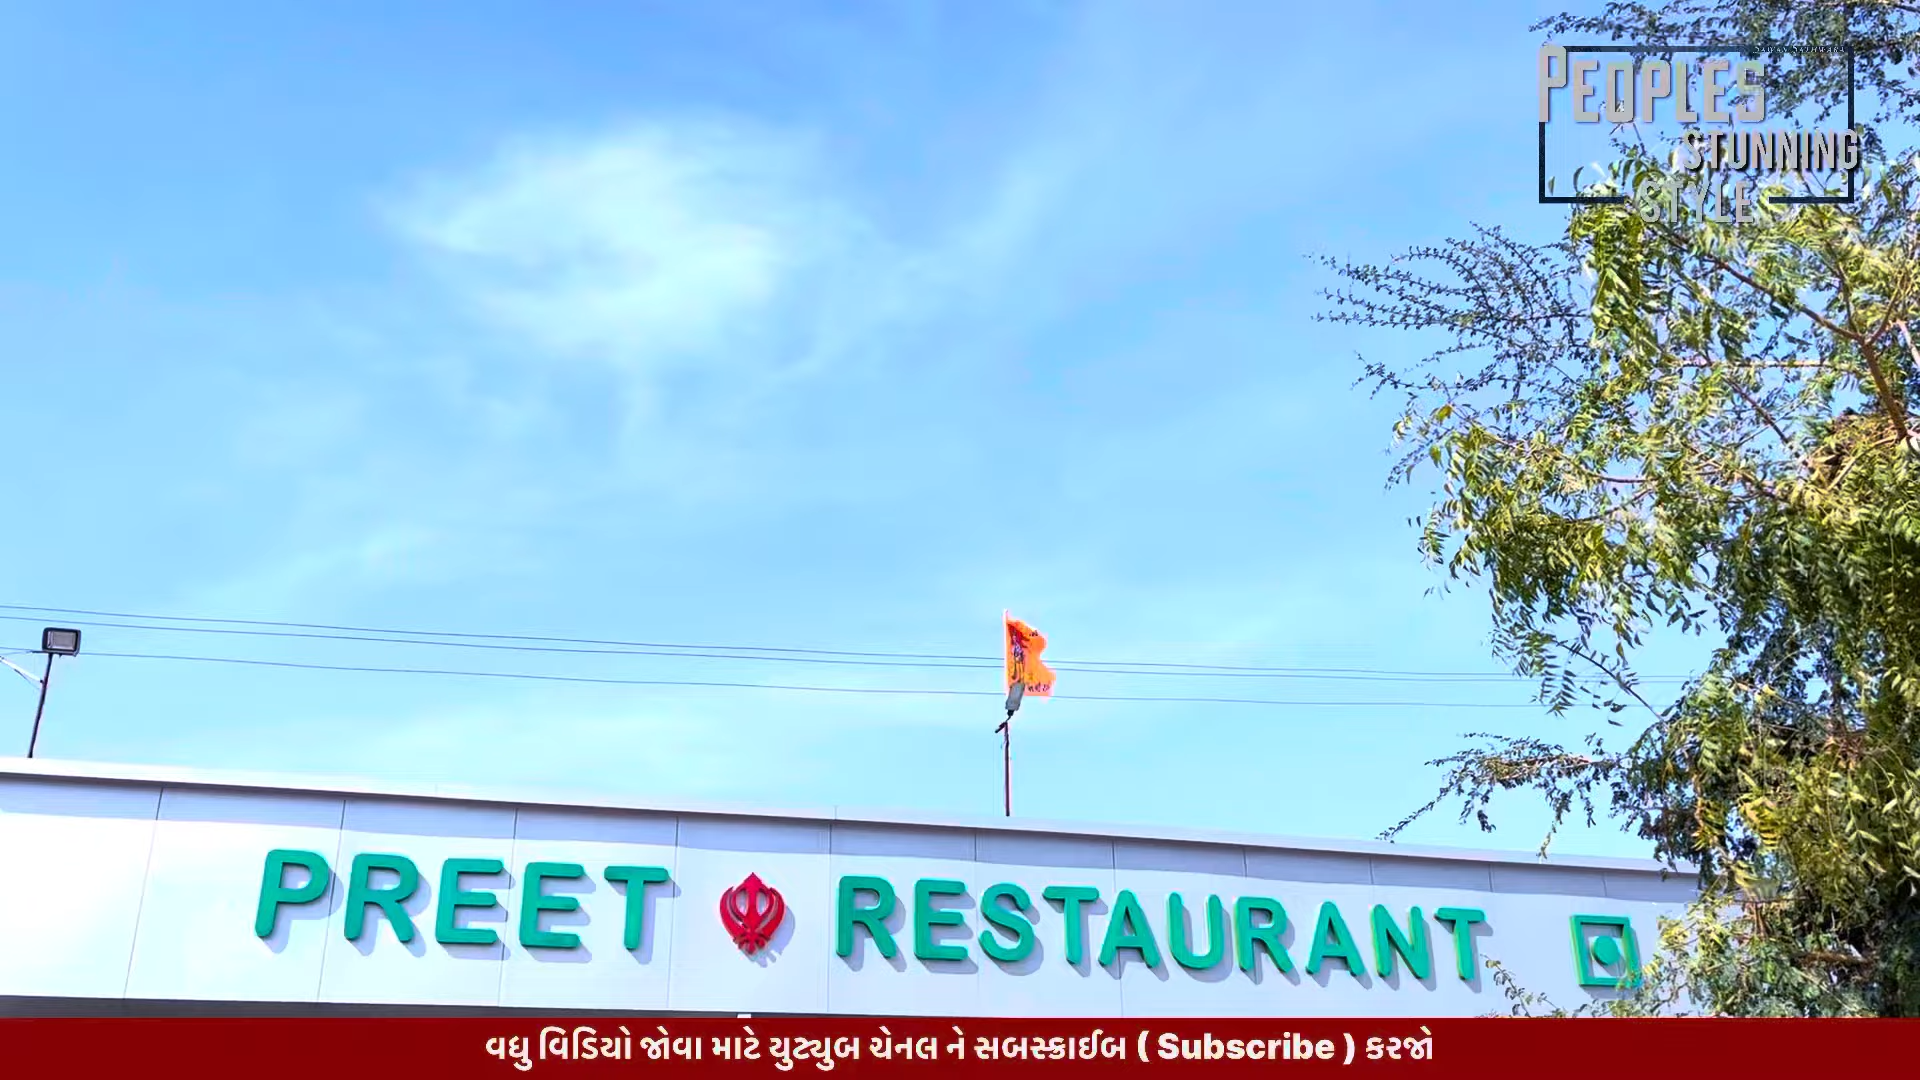 PEOPLES
STUNNING
STYLE
PREET RESTAURANT
વધુ વિડિયો જોવા માટે યુટ્યુબ ચેનલ ને સબસ્ક્રાઈબ ( Subscribe ) કરજો